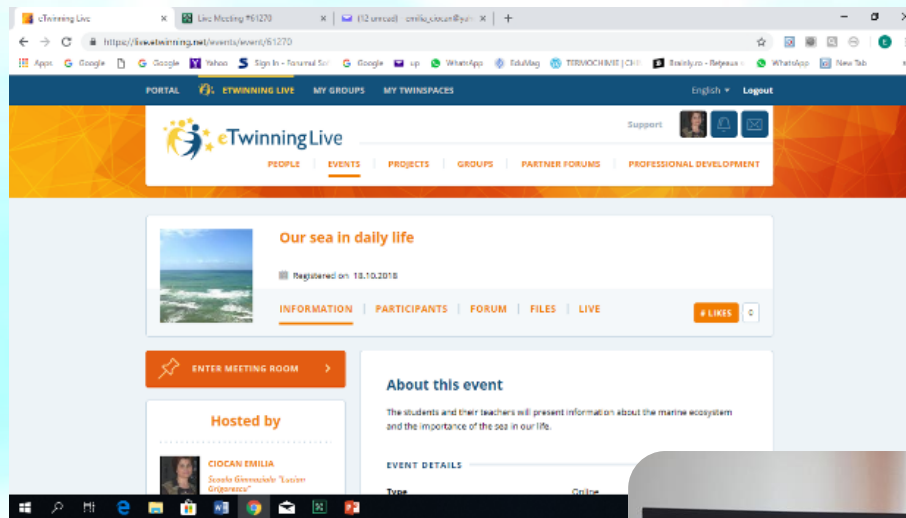 eTwinning Live
Live Meeting #61270
(12 unread)
https://live.etwinning.net/events/event/61270
Apps
Google
Google
Yahoo
Google
up
WhatsApp
EduMag
WhatsApp
New Tab
PORTAL
ETWINNING LIVE
MY GROUPS
MY TWINSPACES
English
Logout
eTwinningLive
Support
PEOPLE
EVENTS
PROJECTS
GROUPS
PARTNER FORUMS
PROFESSIONAL DEVELOPMENT
Our sea in daily life
Registered on 18.10.2018
INFORMATION
PARTICIPANTS
FORUM
FILES
LIVE
# LIKES
0
ENTER MEETING ROOM
About this event
The students and their teachers will present information about the marine ecosystem
and the importance of the sea in our life.
Hosted by
CIOCAN EMILIA
Scoala Gimnaziala "Lucian
Grigorescu"
EVENT DETAILS
Type
Online